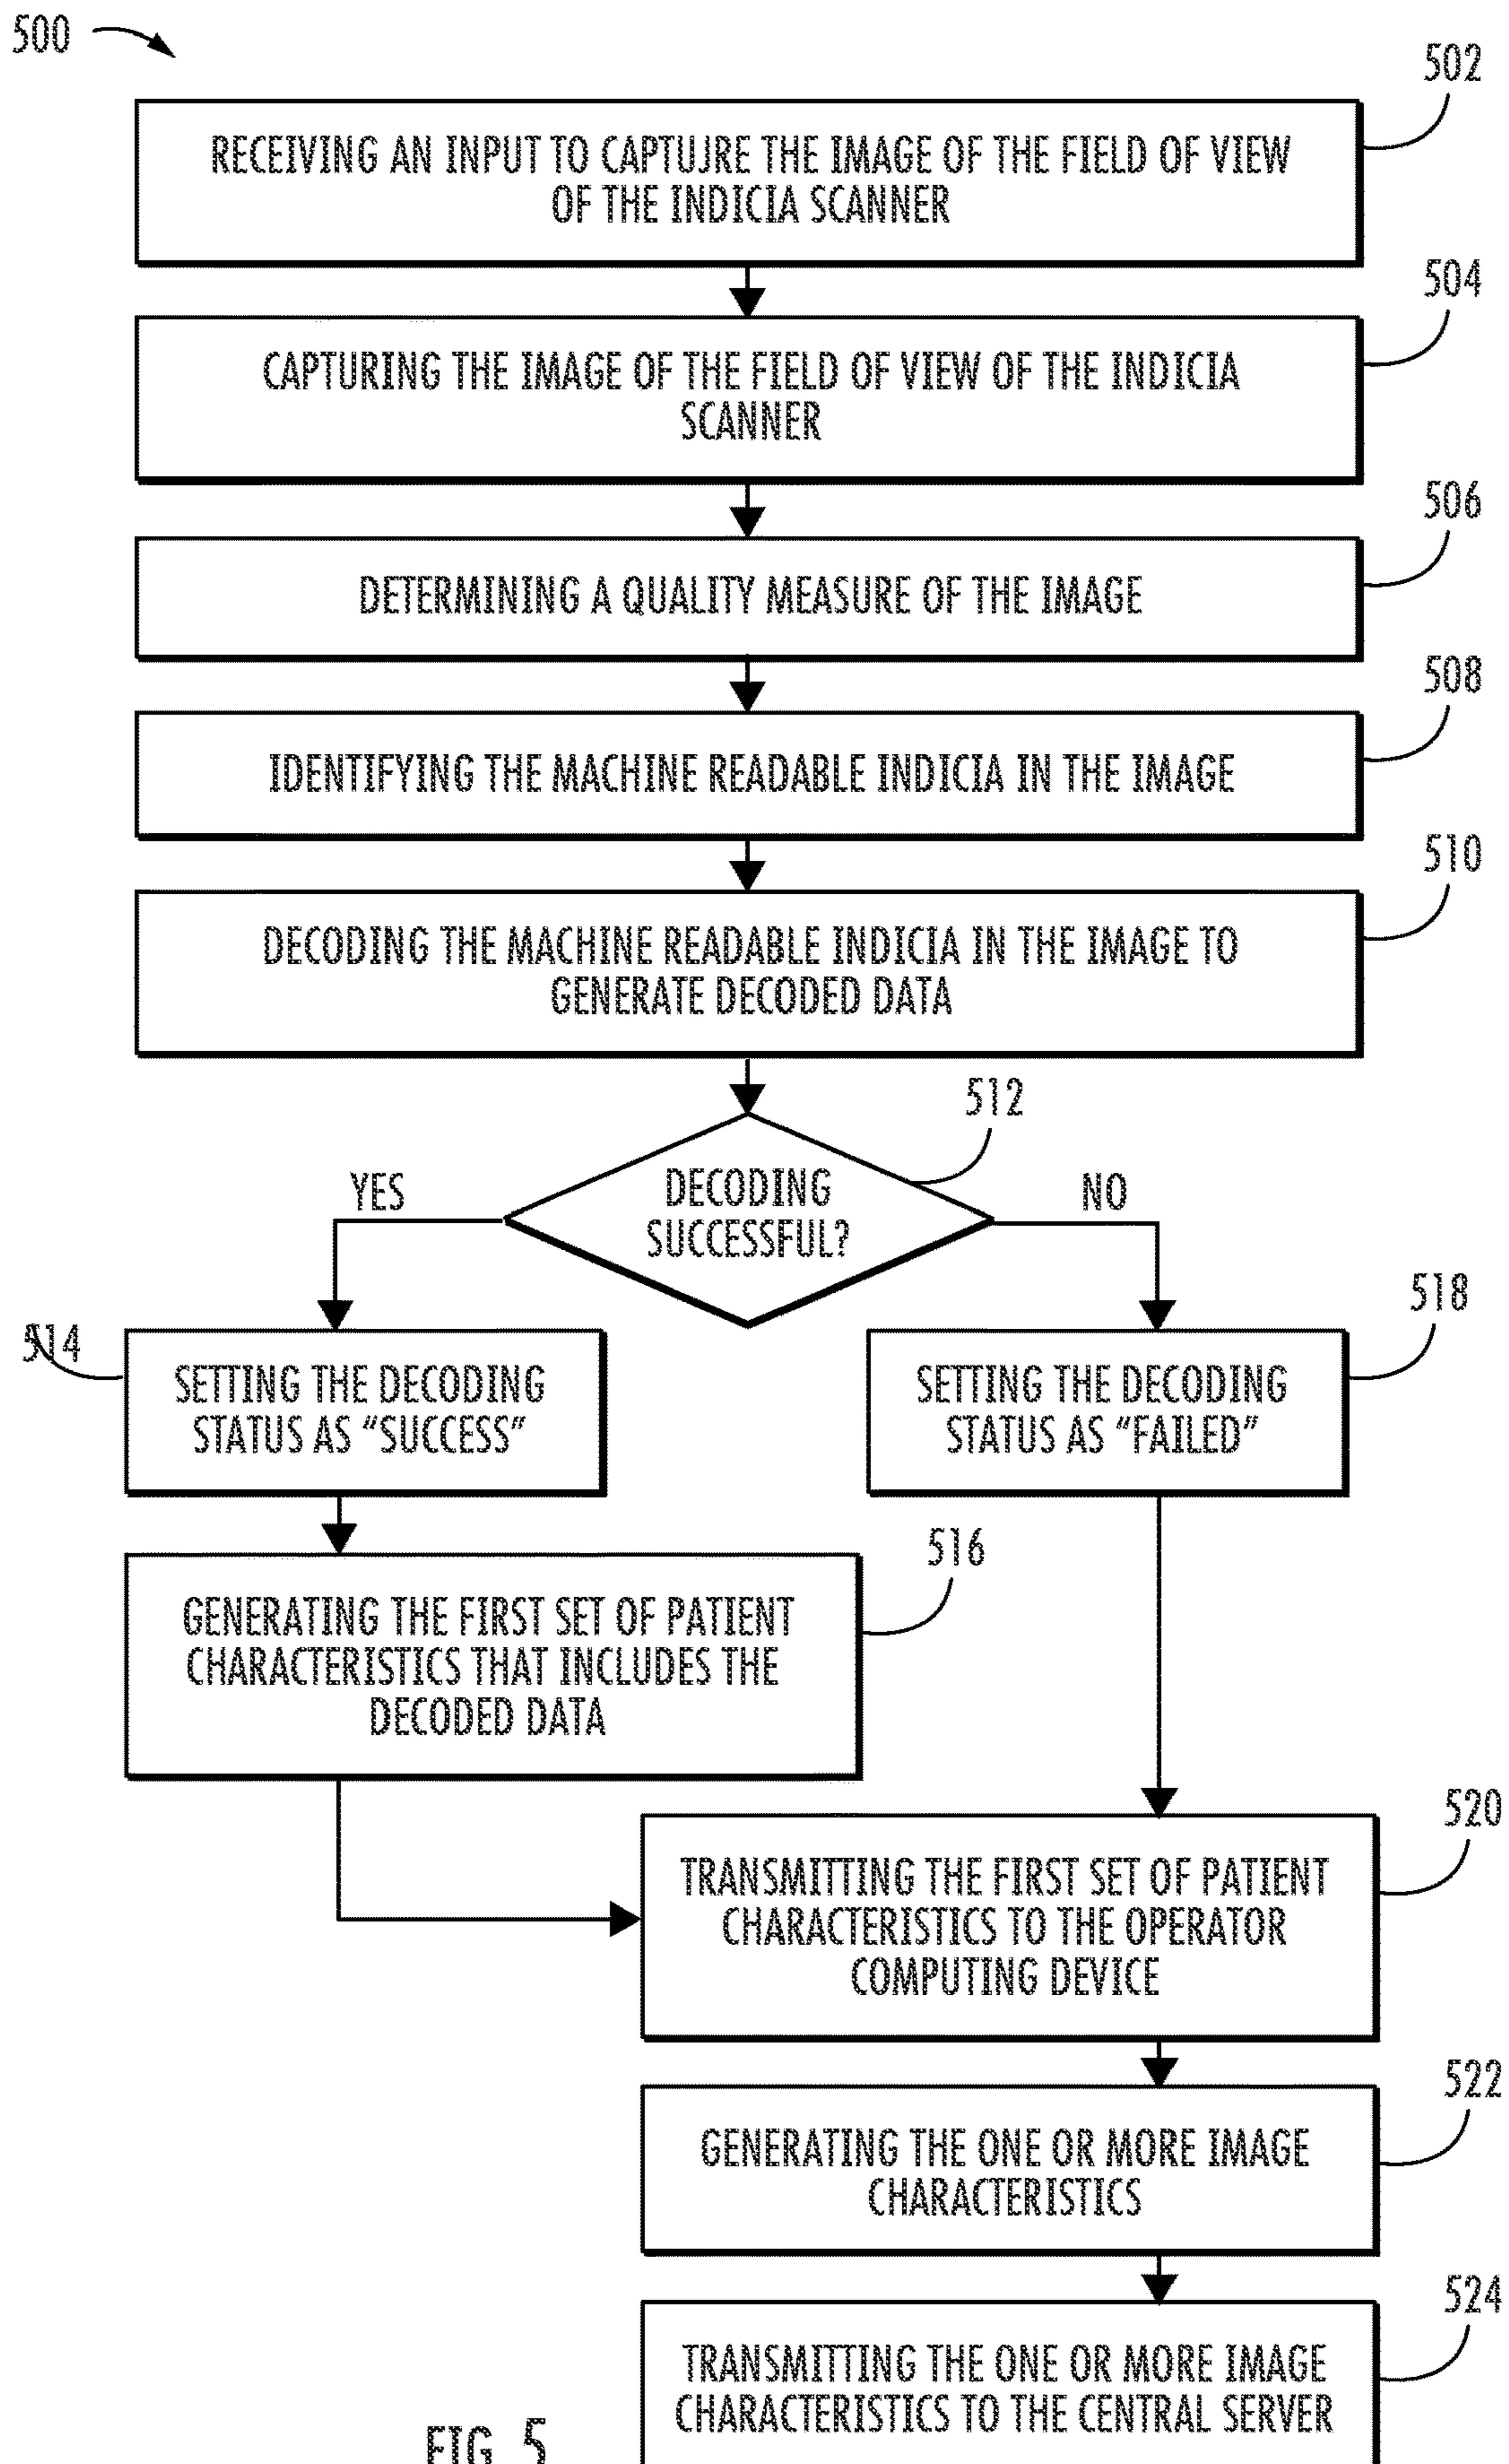 500
502
RECEIVING AN INPUT TO CAPTUJRE THE IMAGE OF THE FIELD OF VIEW
OF THE INDICIA SCANNER
504
CAPTURING THE IMAGE OF THE FIELD OF VIEW OF THE INDICIA
SCANNER
506
DETERMINING A QUALITY MEASURE OF THE IMAGE
508
IDENTIFYING THE MACHINE READABLE INDICIA IN THE IMAGE
510
DECODING THE MACHINE READABLE INDICIA IN THE IMAGE TO
GENERATE DECODED DATA
512
DECODING
SUCCESSFUL?
YES
NO
514
SETTING THE DECODING
STATUS AS “SUCCESS”
518
SETTING THE DECODING
STATUS AS “FAILED”
516
GENERATING THE FIRST SET OF PATIENT
CHARACTERISTICS THAT INCLUDES THE
DECODED DATA
520
TRANSMITTING THE FIRST SET OF PATIENT
CHARACTERISTICS TO THE OPERATOR
COMPUTING DEVICE
522
GENERATING THE ONE OR MORE IMAGE
CHARACTERISTICS
524
TRANSMITTING THE ONE OR MORE IMAGE
CHARACTERISTICS TO THE CENTRAL SERVER
FIG. 5